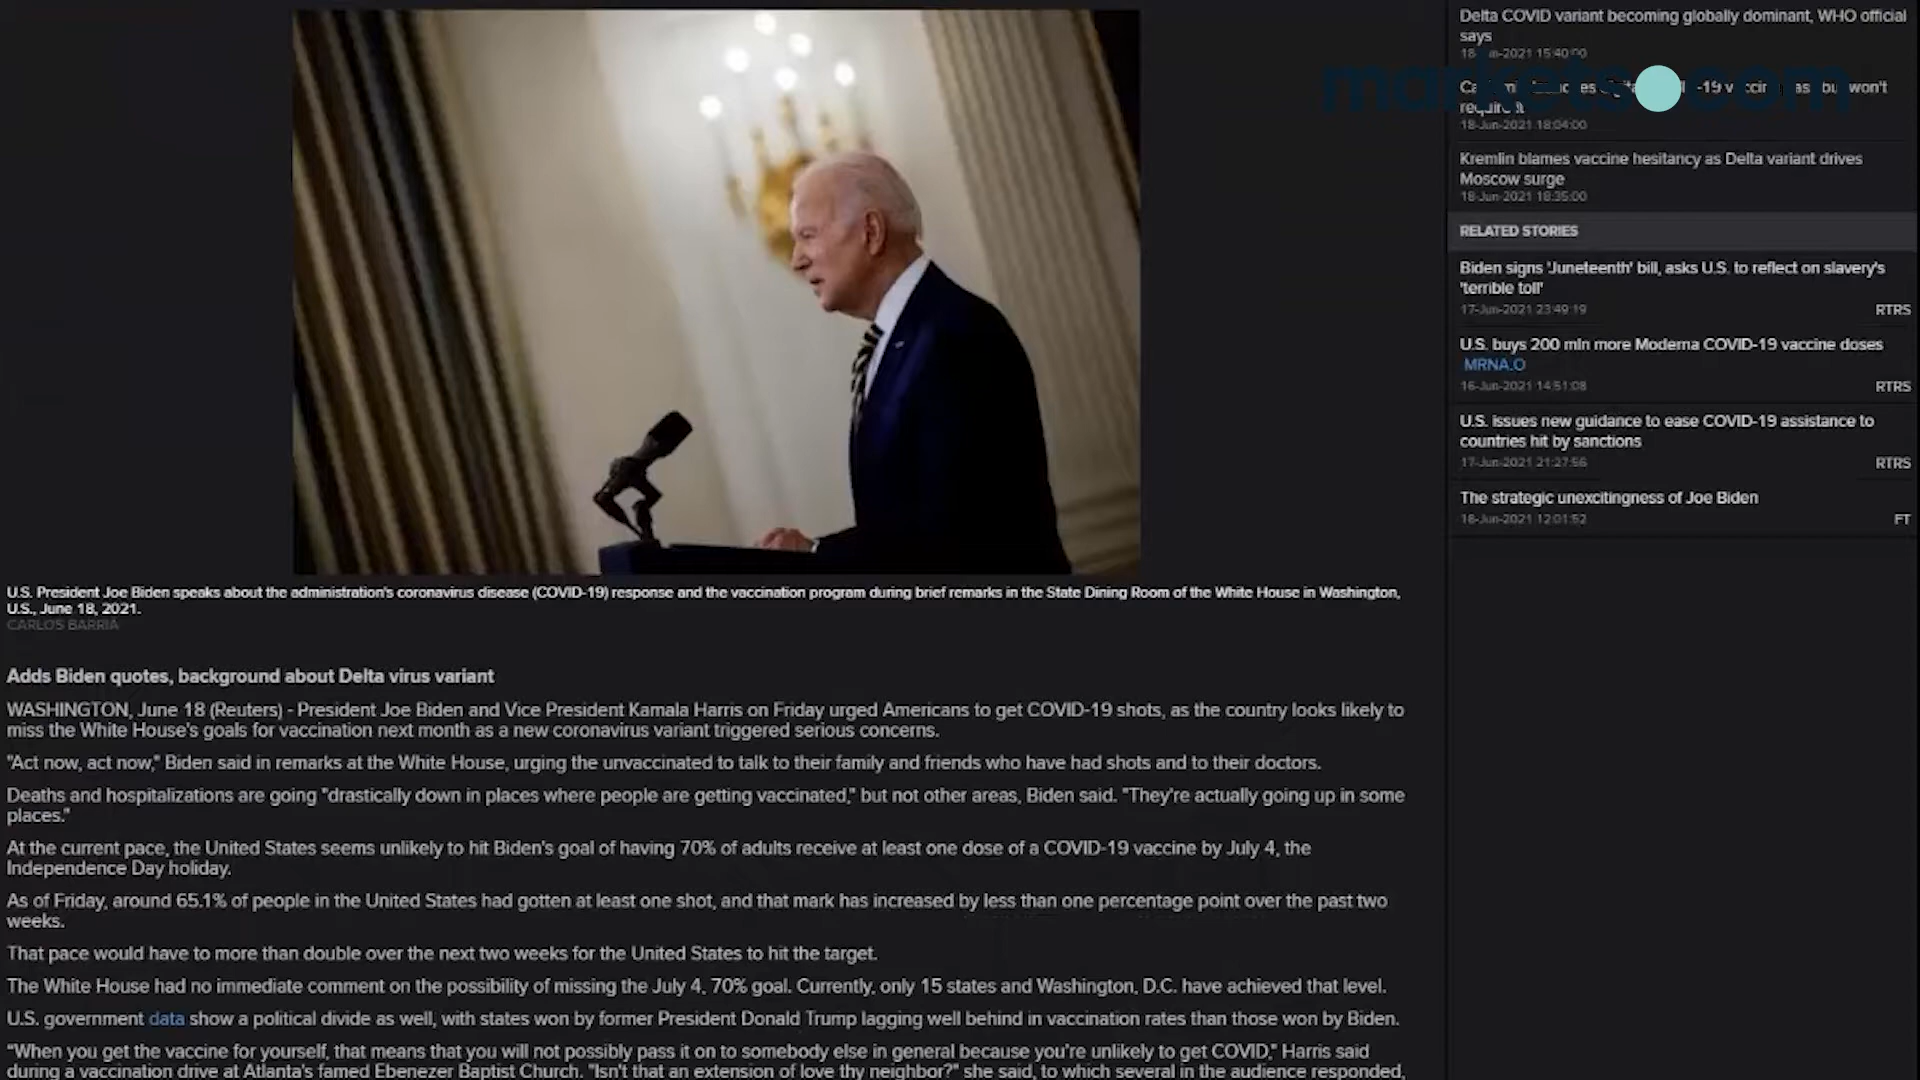 U.S. President Joe Biden speaks about the administration's coronavirus disease (COVID-19) response and the vaccination program during brief remarks in the State Dining Room of the White House in Washington,
U.S., June 18, 2021.
CARLOS BARRIA
Adds Biden quotes, background about Delta virus variant
WASHINGTON, June 18 (Reuters) - President Joe Biden and Vice President Kamala Harris on Friday urged Americans to get COVID-19 shots, as the country looks likely to
miss the White House's goals for vaccination next month as a new coronavirus variant triggered serious concerns.
"Act now, act now," Biden said in remarks at the White House, urging the unvaccinated to talk to their family and friends who have had shots and to their doctors.
Deaths and hospitalizations are going "drastically down in places where people are getting vaccinated," but not other areas, Biden said. "They're actually going up in some
places."
At the current pace, the United States seems unlikely to hit Biden's goal of having 70% of adults receive at least one dose of a COVID-19 vaccine by July 4, the
Independence Day holiday.
As of Friday, around 65.1% of people in the United States had gotten at least one shot, and that mark has increased by less than one percentage point over the past two
weeks.
That pace would have to more than double over the next two weeks for the United States to hit the target.
The White House had no immediate comment on the possibility of missing the July 4, 70% goal. Currently, only 15 states and Washington, D.C. have achieved that level.
U.S. government data show a political divide as well, with states won by former President Donald Trump lagging well behind in vaccination rates than those won by Biden.
"When you get the vaccine for yourself, that means that you will not possibly pass it on to somebody else in general because you're unlikely to get COVID," Harris said
during a vaccination drive at Atlanta's famed Ebenezer Baptist Church. "Isn't that an extension of love thy neighbor?" she said, to which several in the audience responded,
Delta COVID variant becoming globally dominant, WHO official
says
18-Jun-2021 15:40:00
markets.com
-19 but won't
require it
18-Jun-2021 18:04:00
Kremlin blames vaccine hesitancy as Delta variant drives
Moscow surge
18-Jun-2021 18:35:00
RELATED STORIES
Biden signs 'Juneteenth' bill, asks U.S. to reflect on slavery's
'terrible toll'
17-Jun-2021 23:49:19 RTRS
U.S. buys 200 mln more Moderna COVID-19 vaccine doses
MRNA.O
16-Jun-2021 14:51:08 RTRS
U.S. issues new guidance to ease COVID-19 assistance to
countries hit by sanctions
17-Jun-2021 21:27:56 RTRS
The strategic unexcitingness of Joe Biden
18-Jun-2021 12:01:52 FT